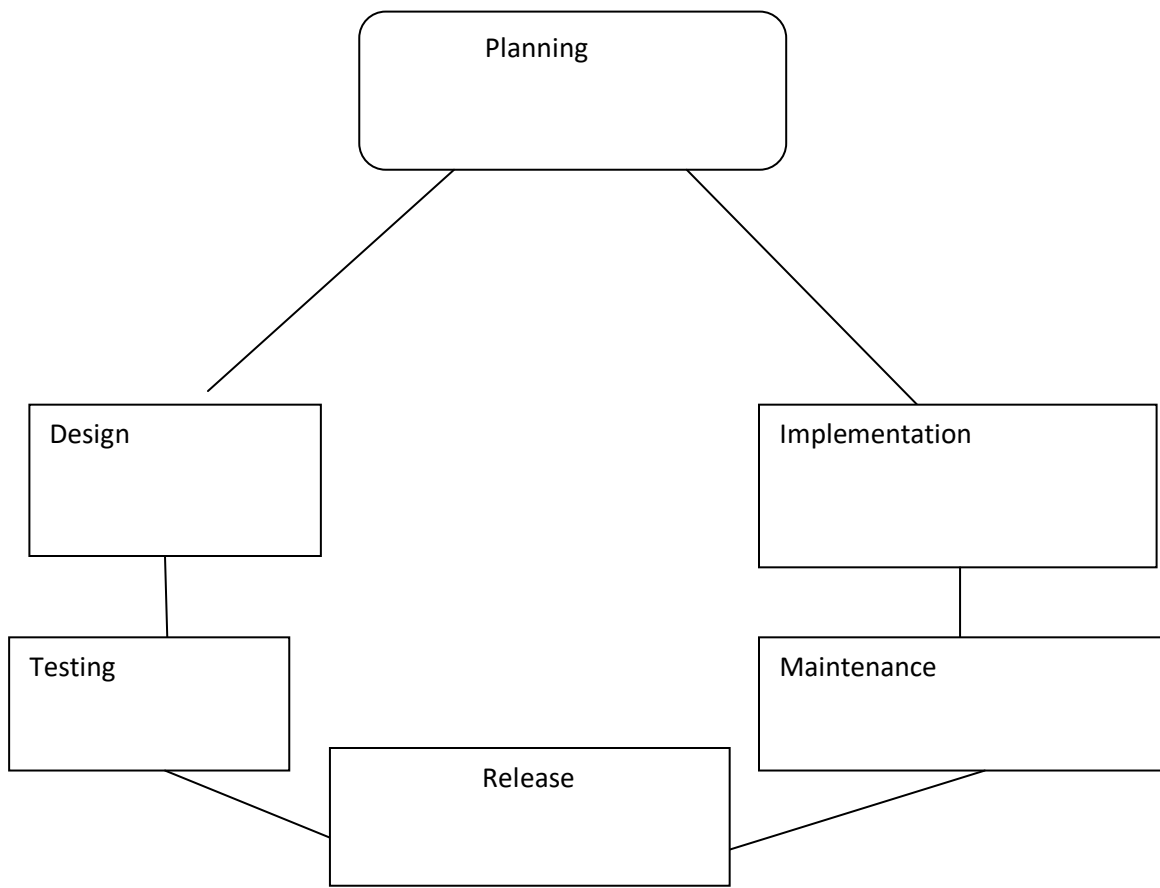 Planning
Design
Implementation
Testing
Maintenance
Release